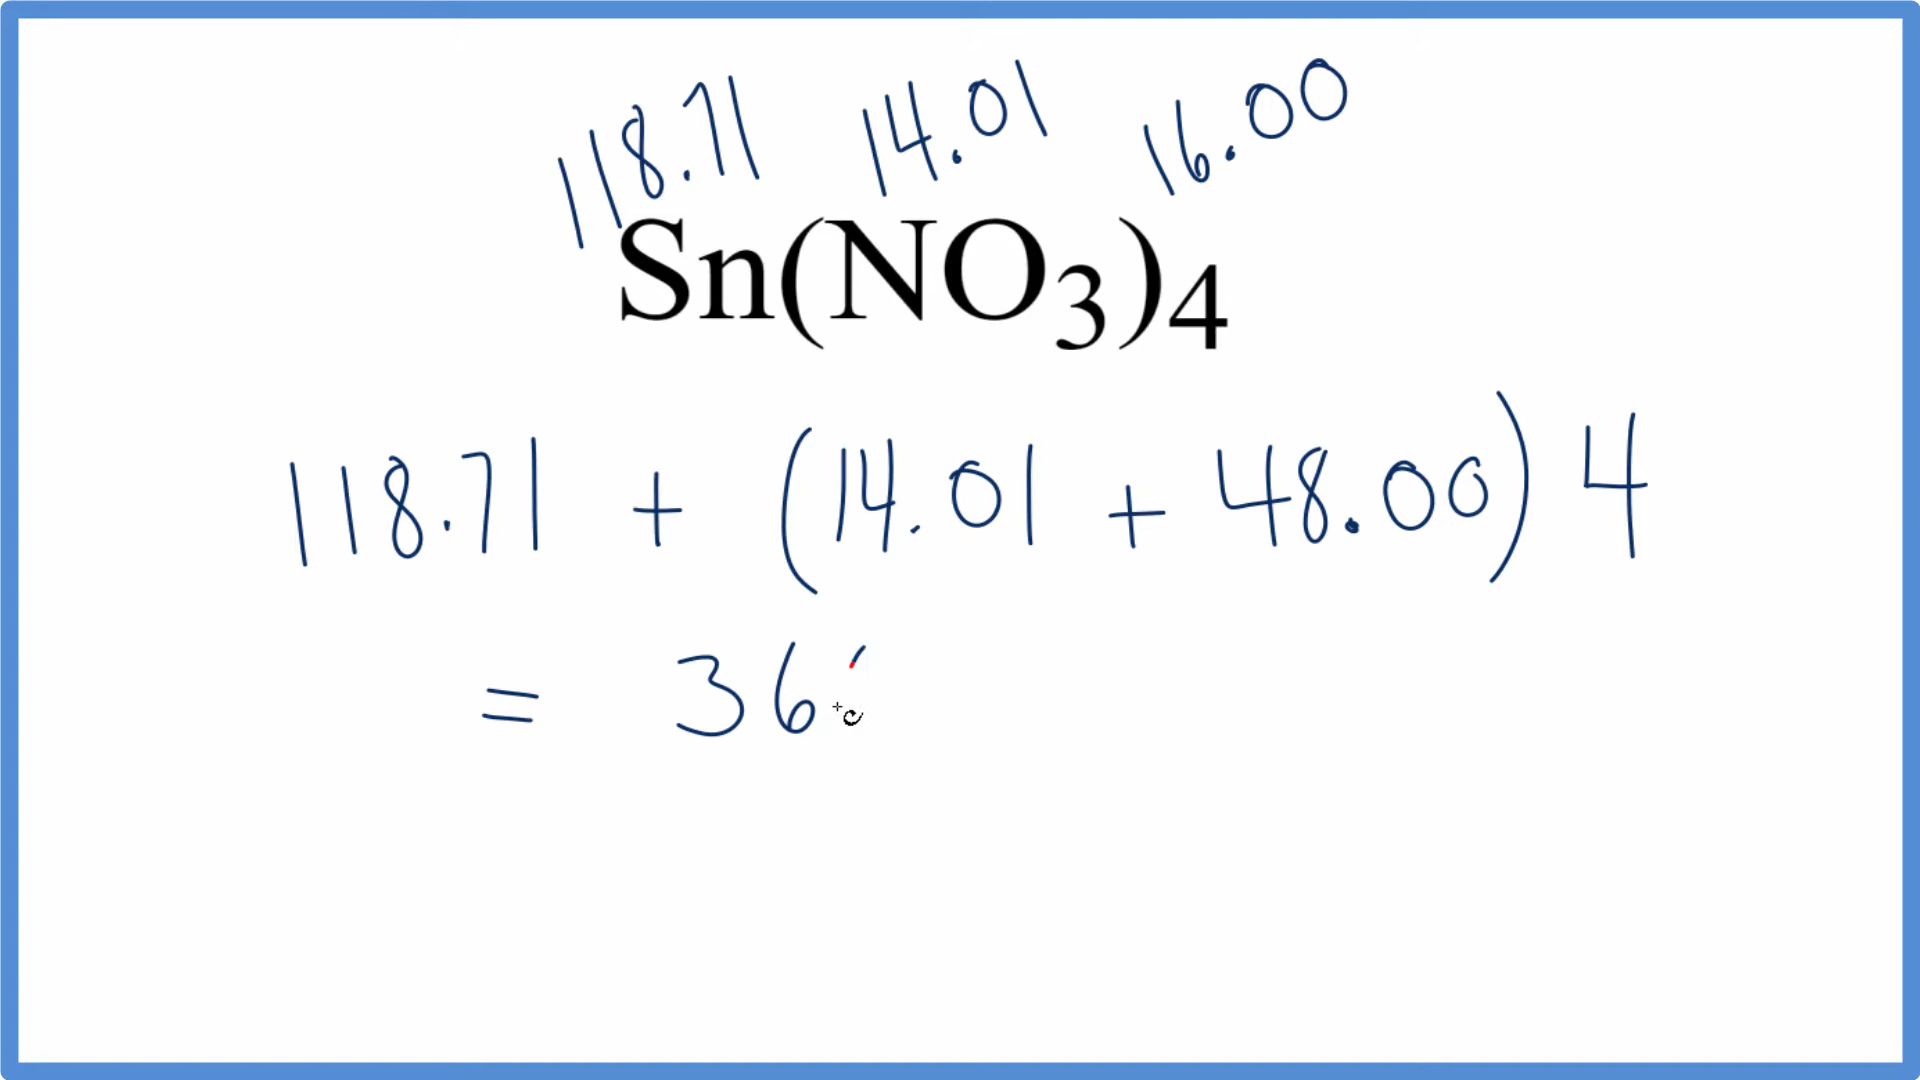 118.71 14.01 16.00
Sn(NO3)4
118.71 + (14.01 + 48.00) 4
= 36